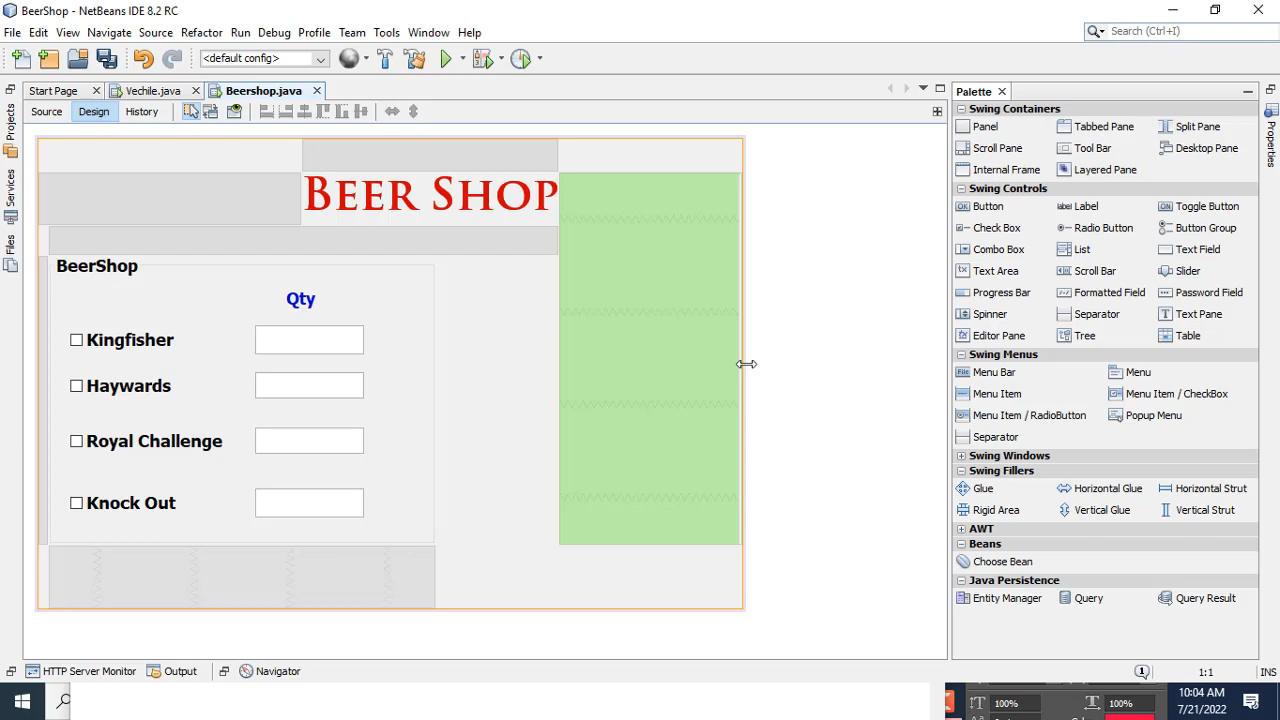 BeerShop - NetBeans IDE 8.2 RC
File Edit View Navigate Source Refactor Run Debug Profile Team Tools Window Help
Search (Ctrl+I)
<default config>
Start Page Vechile.java Beershop.java
Palette
Source Design History
Projects
Services
Files
Properties
Swing Containers
Panel Tabbed Pane Split Pane
Scroll Pane Tool Bar Desktop Pane
Internal Frame Layered Pane
Swing Controls
Button Label Toggle Button
Check Box Radio Button Button Group
Combo Box List Text Field
Text Area Scroll Bar Slider
Progress Bar Formatted Field Password Field
Spinner Separator Text Pane
Editor Pane Tree Table
Swing Menus
Menu Bar Menu
Menu Item Menu Item / CheckBox
Menu Item / RadioButton Popup Menu
Separator
Swing Windows
Swing Fillers
Glue Horizontal Glue Horizontal Strut
Rigid Area Vertical Glue Vertical Strut
AWT
Beans
Choose Bean
Java Persistence
Entity Manager Query Query Result
Beer Shop
BeerShop
Qty
Kingfisher
Haywards
Royal Challenge
Knock Out
HTTP Server Monitor Output Navigator
1 1:1 INS
100% 100%
10:04 AM
7/21/2022